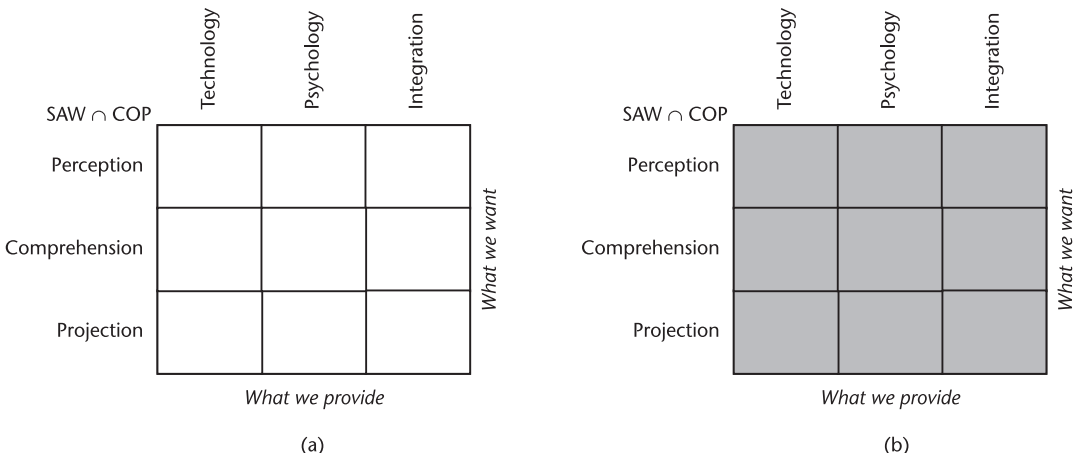 Technology
Psychology
Integration
SAW ∩ COP
Perception
Comprehension
Projection
What we want
What we provide
(a)
Technology
Psychology
Integration
SAW ∩ COP
Perception
Comprehension
Projection
What we want
What we provide
(b)